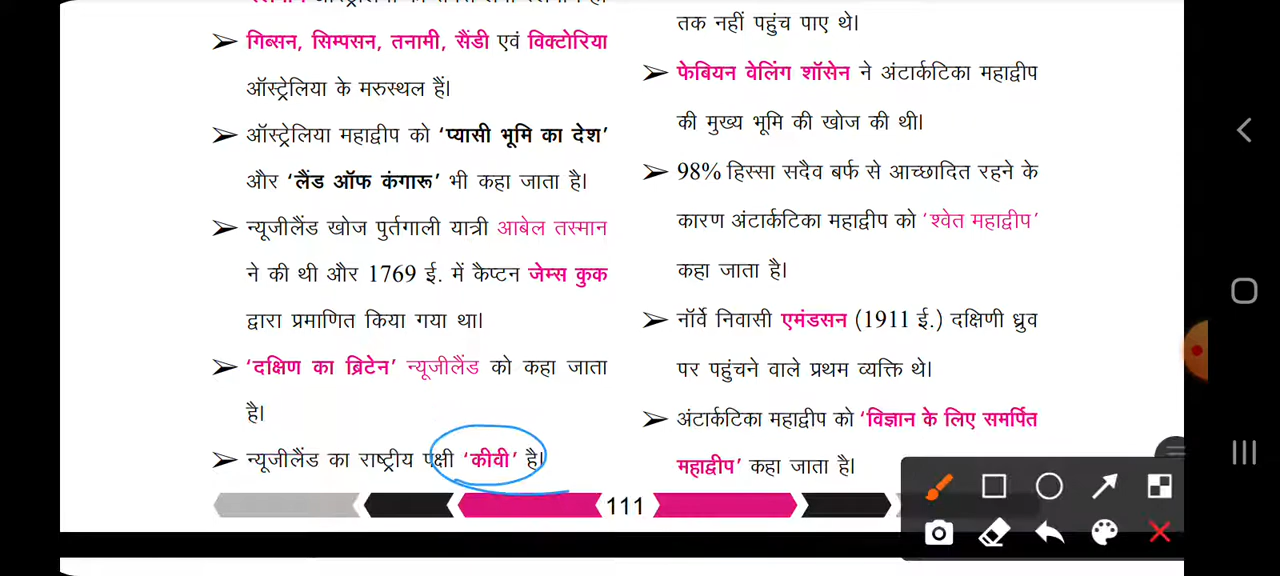 गिब्सन, सिम्पसन, तनामी, सैंडी एवं विक्टोरिया
ऑस्ट्रेलिया के मरुस्थल हैं।
ऑस्ट्रेलिया महाद्वीप को ‘प्यासी भूमि का देश’
और ‘लैंड ऑफ कंगारू’ भी कहा जाता है।
न्यूजीलैंड खोज पुर्तगाली यात्री आबेल तस्मान
ने की थी और 1769 ई. में कैप्टन जेम्स कुक
द्वारा प्रमाणित किया गया था।
‘दक्षिण का ब्रिटेन’ न्यूजीलैंड को कहा जाता
है।
न्यूजीलैंड का राष्ट्रीय पक्षी ‘कीवी’ है।
तक नहीं पहुंच पाए थे।
फेबियन वेलिंग शॉसेन ने अंटार्कटिका महाद्वीप
की मुख्य भूमि की खोज की थी।
98% हिस्सा सदैव बर्फ से आच्छादित रहने के
कारण अंटार्कटिका महाद्वीप को ‘श्वेत महाद्वीप’
कहा जाता है।
नॉर्वे निवासी एमंडसन (1911 ई.) दक्षिणी ध्रुव
पर पहुंचने वाले प्रथम व्यक्ति थे।
अंटार्कटिका महाद्वीप को ‘विज्ञान के लिए समर्पित
महाद्वीप’ कहा जाता है।
111